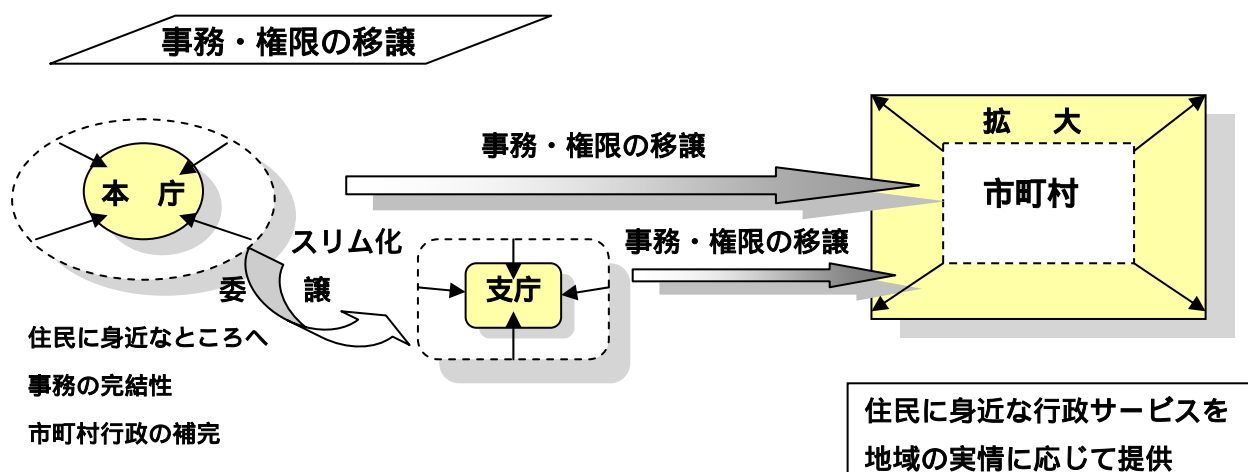 事務・権限の移譲
拡　大
事務・権限の移譲
本　庁
市町村
スリム化
事務・権限の移譲
委　譲
支庁
住民に身近なところへ
事務の完結性
市町村行政の補完
住民に身近な行政サービスを
地域の実情に応じて提供